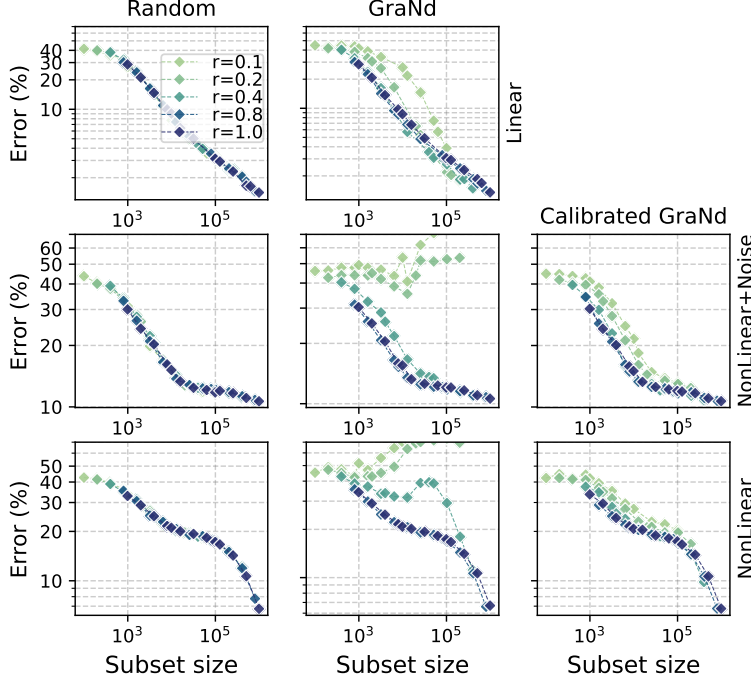 Random
GraNd
Error (%)
40
30
20
10
r=0.1
r=0.2
r=0.4
r=0.8
r=1.0
10³
10⁵
10³
10⁵
Linear
Calibrated GraNd
Error (%)
60
50
40
30
20
10
10³
10⁵
10³
10⁵
10³
10⁵
NonLinear+Noise
Error (%)
50
40
30
20
10
10³
10⁵
10³
10⁵
10³
10⁵
NonLinear
Subset size
Subset size
Subset size